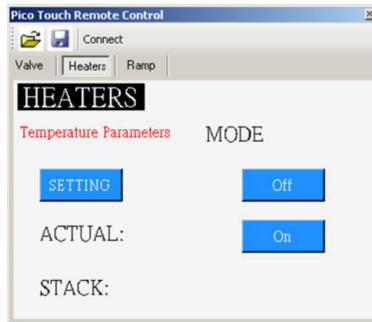 Pico Touch Remote Control
Connect
Valve Heaters Ramp
HEATERS
Temperature Parameters MODE
SETTING Off
ACTUAL: On
STACK: